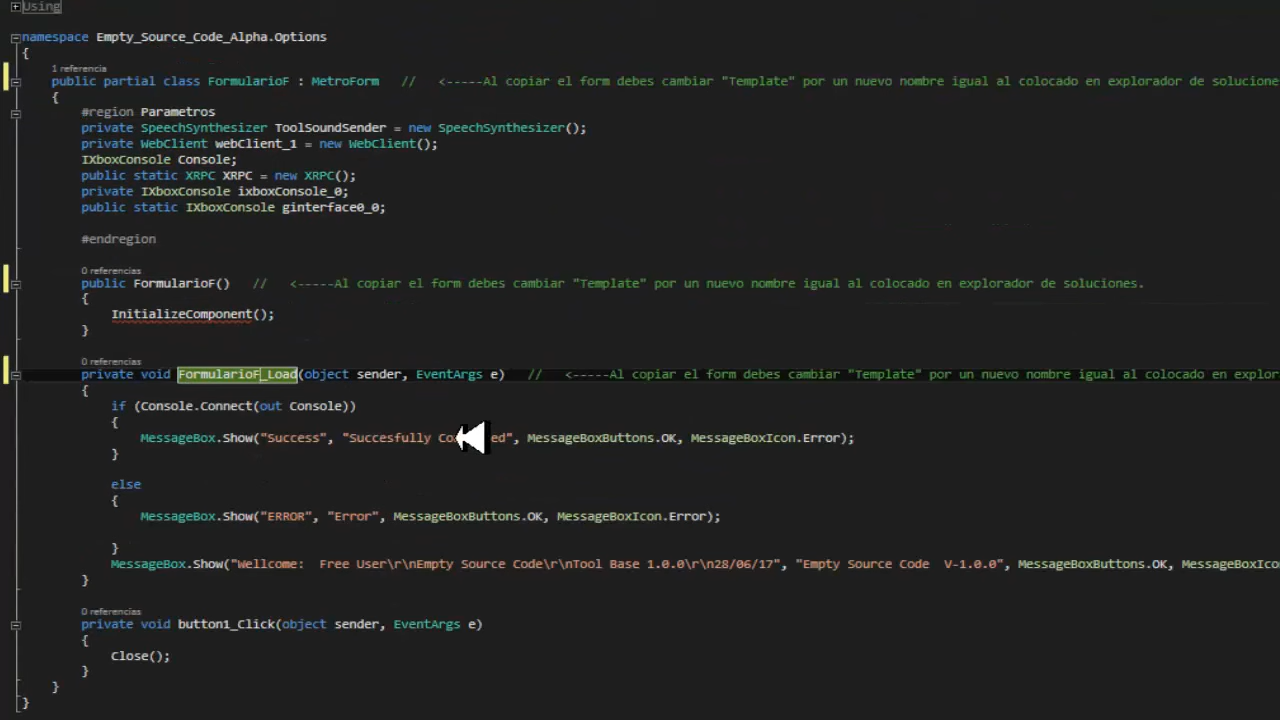 Using
namespace Empty_Source_Code_Alpha.Options
{
1 referencia
public partial class FormularioF : MetroForm // <-----Al copiar el form debes cambiar "Template" por un nuevo nombre igual al colocado en explorador de solucione
{
#region Parametros
private SpeechSynthesizer ToolSoundSender = new SpeechSynthesizer();
private WebClient webClient_1 = new WebClient();
IXboxConsole Console;
public static XRPC XRPC = new XRPC();
private IXboxConsole ixboxConsole_0;
public static IXboxConsole ginterface0_0;
#endregion
0 referencias
public FormularioF() // <-----Al copiar el form debes cambiar "Template" por un nuevo nombre igual al colocado en explorador de soluciones.
{
InitializeComponent();
}
0 referencias
private void FormularioF_Load(object sender, EventArgs e) // <-----Al copiar el form debes cambiar "Template" por un nuevo nombre igual al colocado en explor
{
if (Console.Connect(out Console))
{
MessageBox.Show("Success", "Succesfully ed", MessageBoxButtons.OK, MessageBoxIcon.Error);
}
else
{
MessageBox.Show("ERROR", "Error", MessageBoxButtons.OK, MessageBoxIcon.Error);
}
MessageBox.Show("Wellcome:  Free User\r\nEmpty Source Code\r\nTool Base 1.0.0\r\n28/06/17", "Empty Source Code  V-1.0.0", MessageBoxButtons.OK, MessageBoxIco
}
0 referencias
private void button1_Click(object sender, EventArgs e)
{
Close();
}
}
}